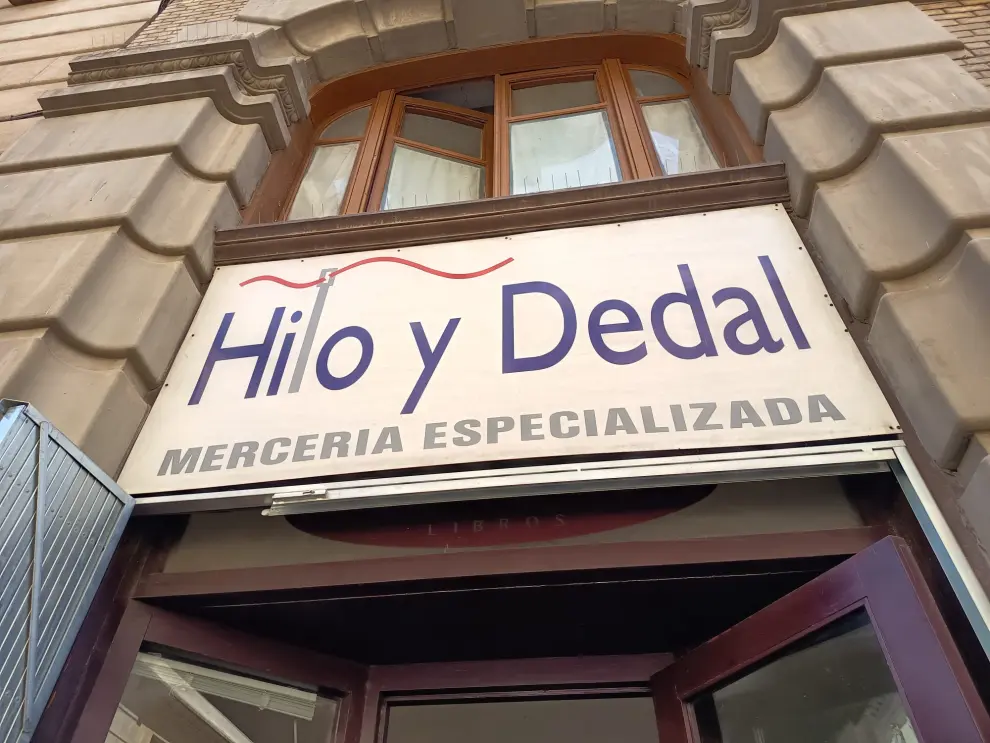 Hilo y Dedal
MERCERIA ESPECIALIZADA
LIBROS